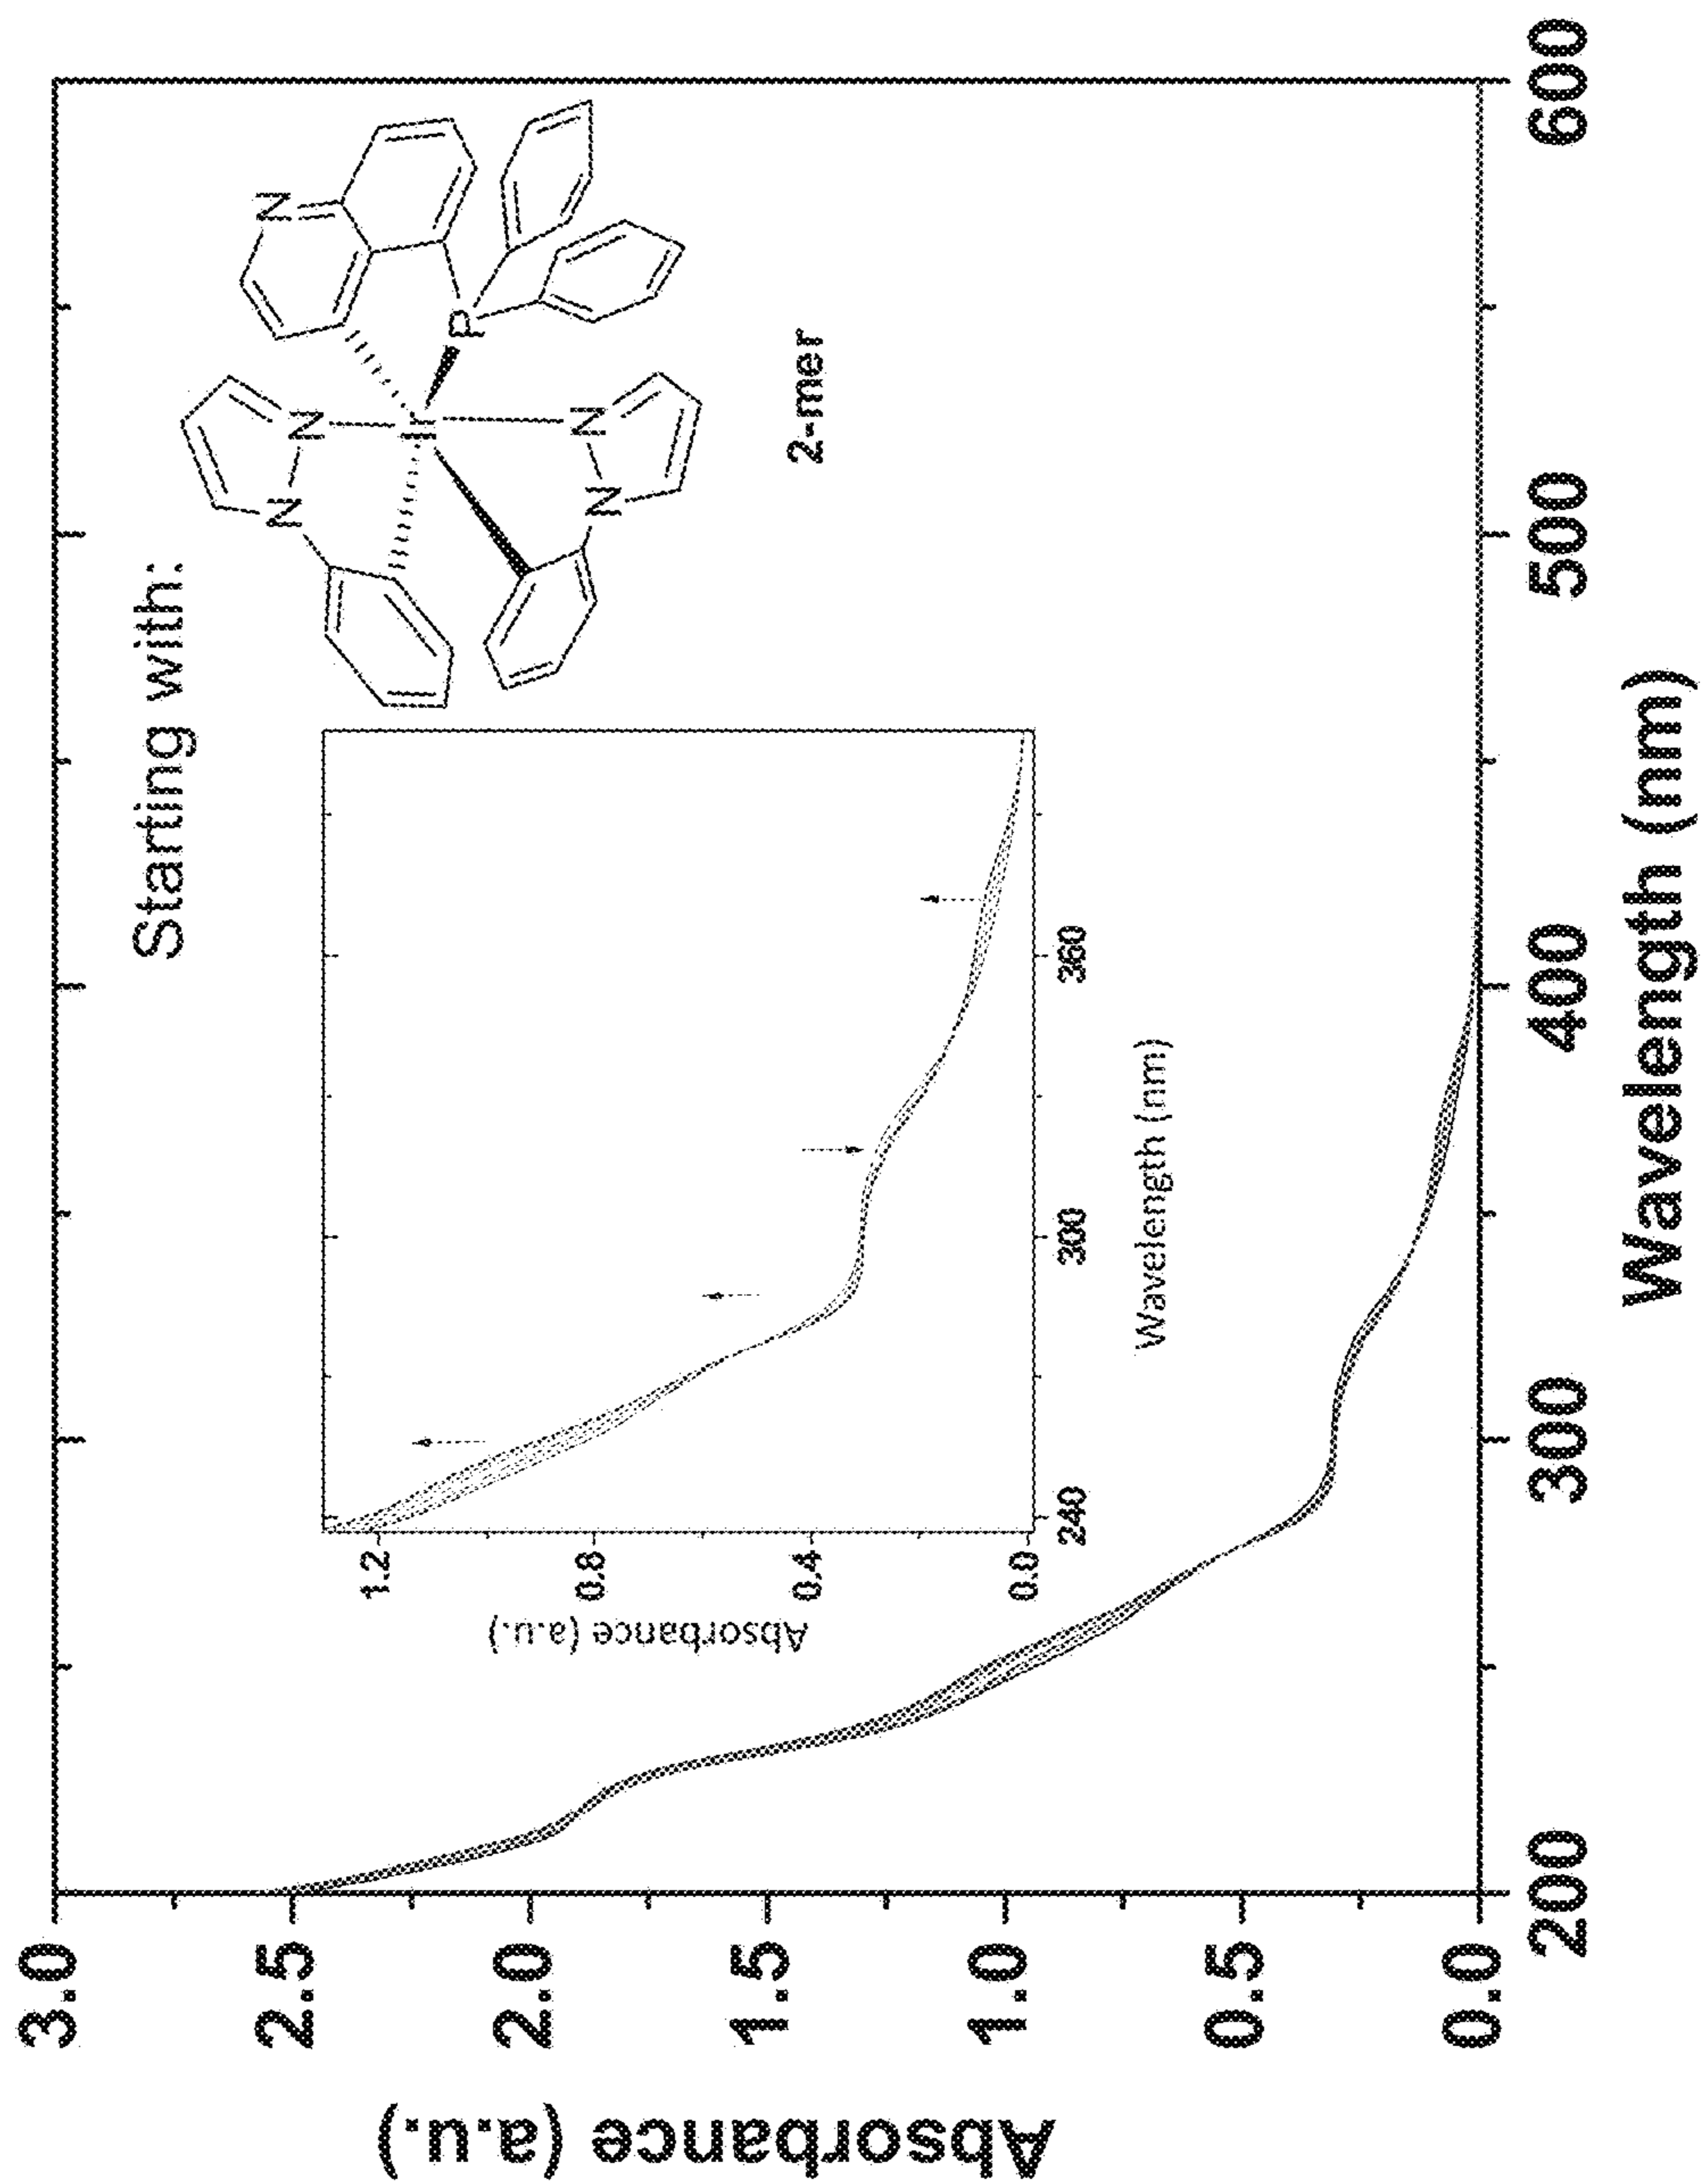 Absorbance (a.u.)
3.0
2.5
2.0
1.5
1.0
0.5
0.0
200
300
400
500
600
Wavelength (nm)
Starting with:
N
N
N
Ir
P
N
N
2-mer
Absorbance (a.u.)
1.2
0.8
0.4
0.0
240
300
360
Wavelength (nm)